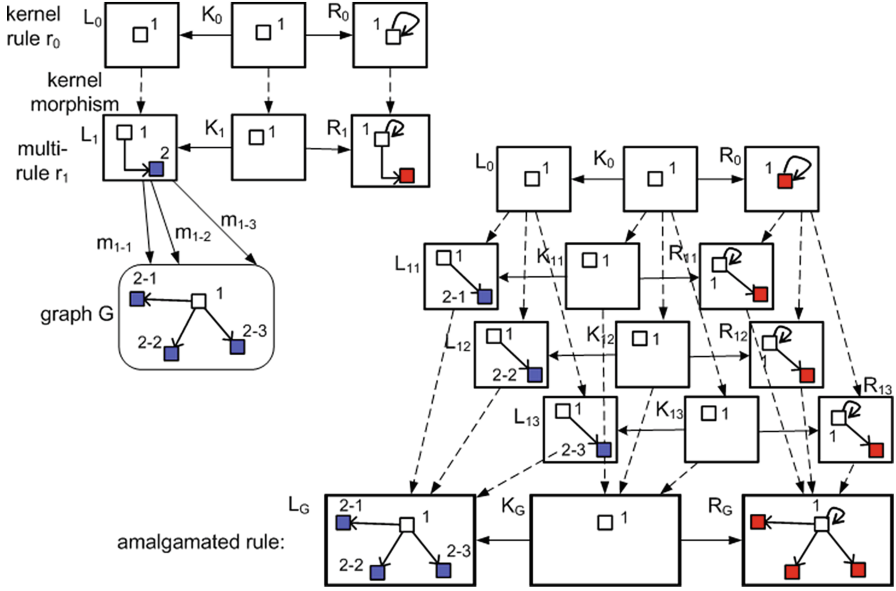 kernel
rule r0
L0
1
K0
1
R0
1
kernel
morphism
multi-
rule r1
L1
1
2
K1
1
R1
1
m1-1
m1-2
m1-3
graph G
2-1
1
2-2
2-3
L0
1
K0
1
R0
1
L11
1
2-1
K11
1
R11
1
L12
1
2-2
K12
1
R12
1
L13
1
2-3
K13
1
R13
1
amalgamated rule:
LG
2-1
1
2-2
2-3
KG
1
RG
1